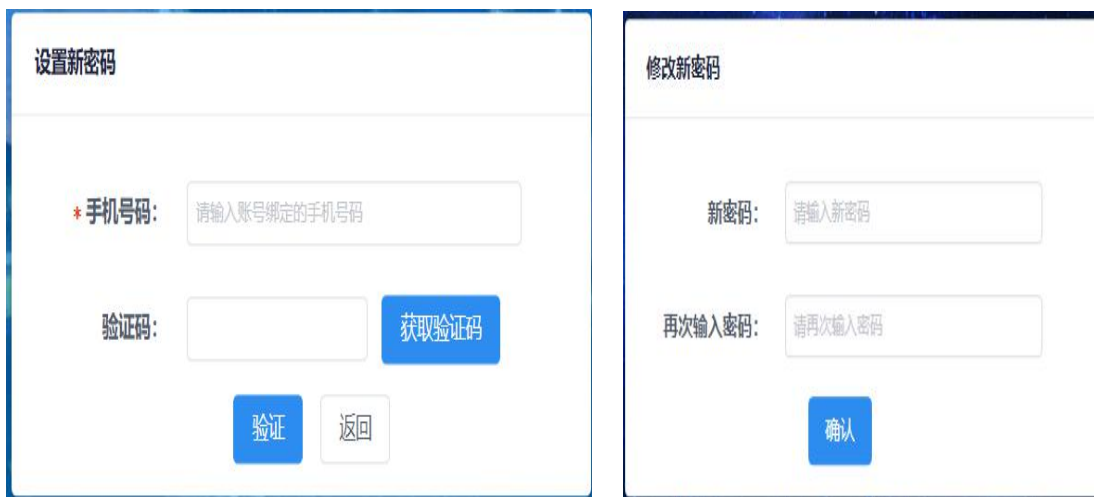 设置新密码
* 手机号码：
请输入账号绑定的手机号码
验证码：
获取验证码
验证
返回
修改新密码
新密码：
请输入新密码
再次输入密码：
请再次输入密码
确认